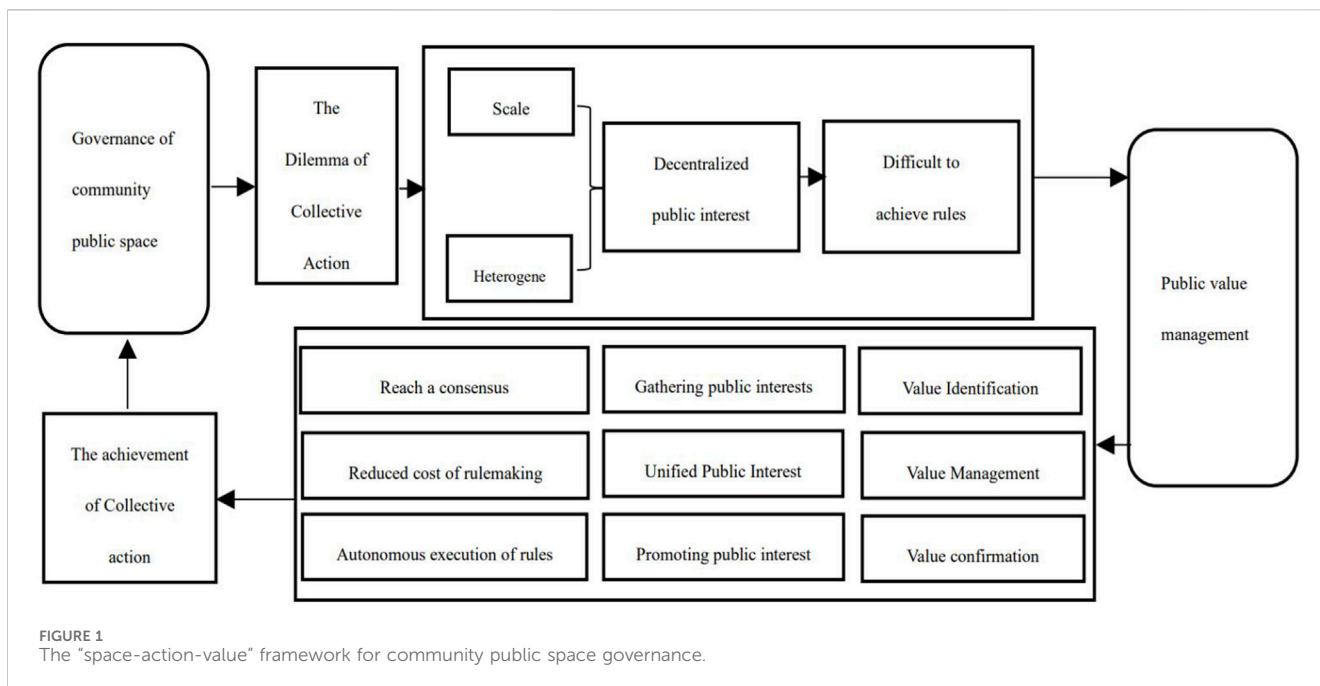 Governance of
community
public space
The
Dilemma of
Collective
Action
Scale
Heterogene
Decentralized
public interest
Difficult to
achieve rules
Public value
management
Reach a consensus
Gathering public interests
Value Identification
Reduced cost of rulemaking
Unified Public Interest
Value Management
Autonomous execution of rules
Promoting public interest
Value confirmation
The achievement
of Collective
action
FIGURE 1
The “space-action-value” framework for community public space governance.